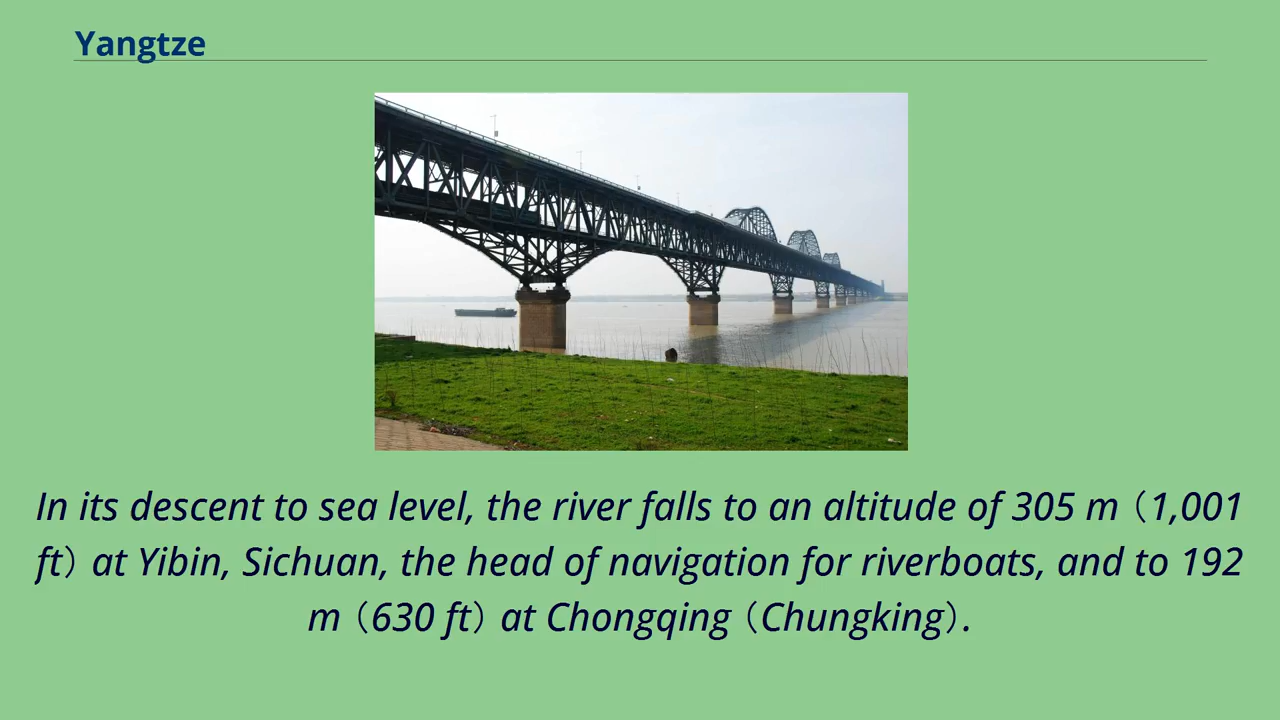 Yangtze
In its descent to sea level, the river falls to an altitude of 305 m（1,001
ft）at Yibin, Sichuan, the head of navigation for riverboats, and to 192
m（630 ft）at Chongqing（Chungking）.